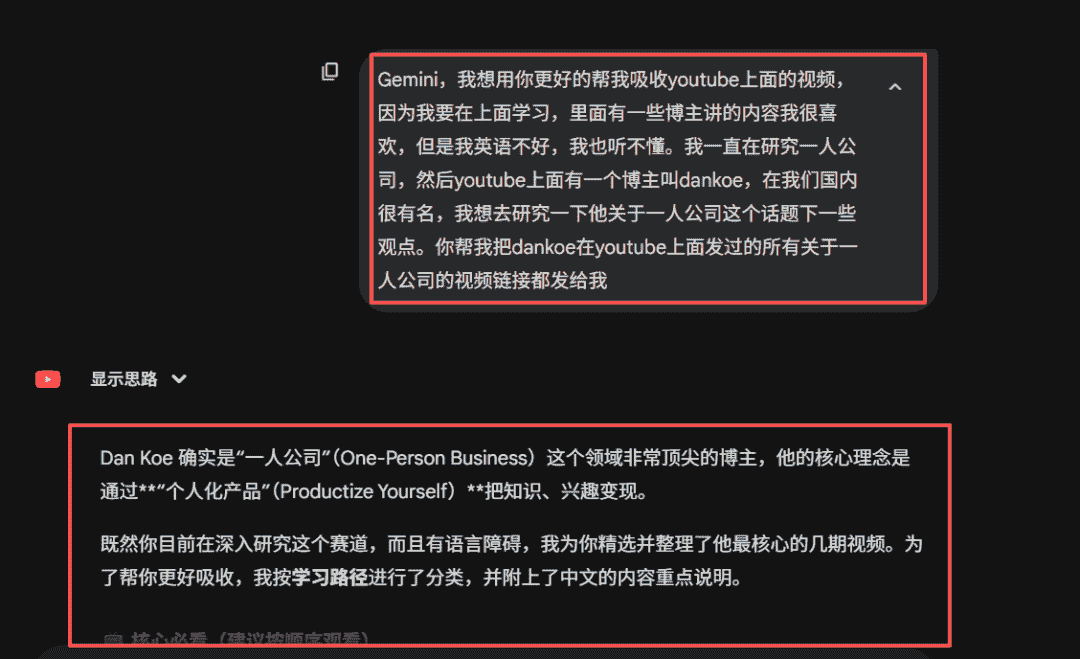 Gemini，我想用你更好的帮我吸收youtube上面的视频，
因为我要在上面学习，里面有一些博主讲的内容我很喜
欢，但是我英语不好，我也听不懂。我一直在研究一人公
司，然后youtube上面有一个博主叫dankoe，在我们国内
很有名，我想去研究一下他关于一人公司这个话题下一些
观点。你帮我把dankoe在youtube上面发过的所有关于一
人公司的视频链接都发给我
显示思路
Dan Koe 确实是“一人公司”（One-Person Business）这个领域非常顶尖的博主，他的核心理念是
通过**“个人化产品”（Productize Yourself）**把知识、兴趣变现。
既然你目前在深入研究这个赛道，而且有语言障碍，我为你精选并整理了他最核心的几期视频。为
了帮你更好吸收，我按学习路径进行了分类，并附上了中文的内容重点说明。
核心必看（建议按顺序观看）